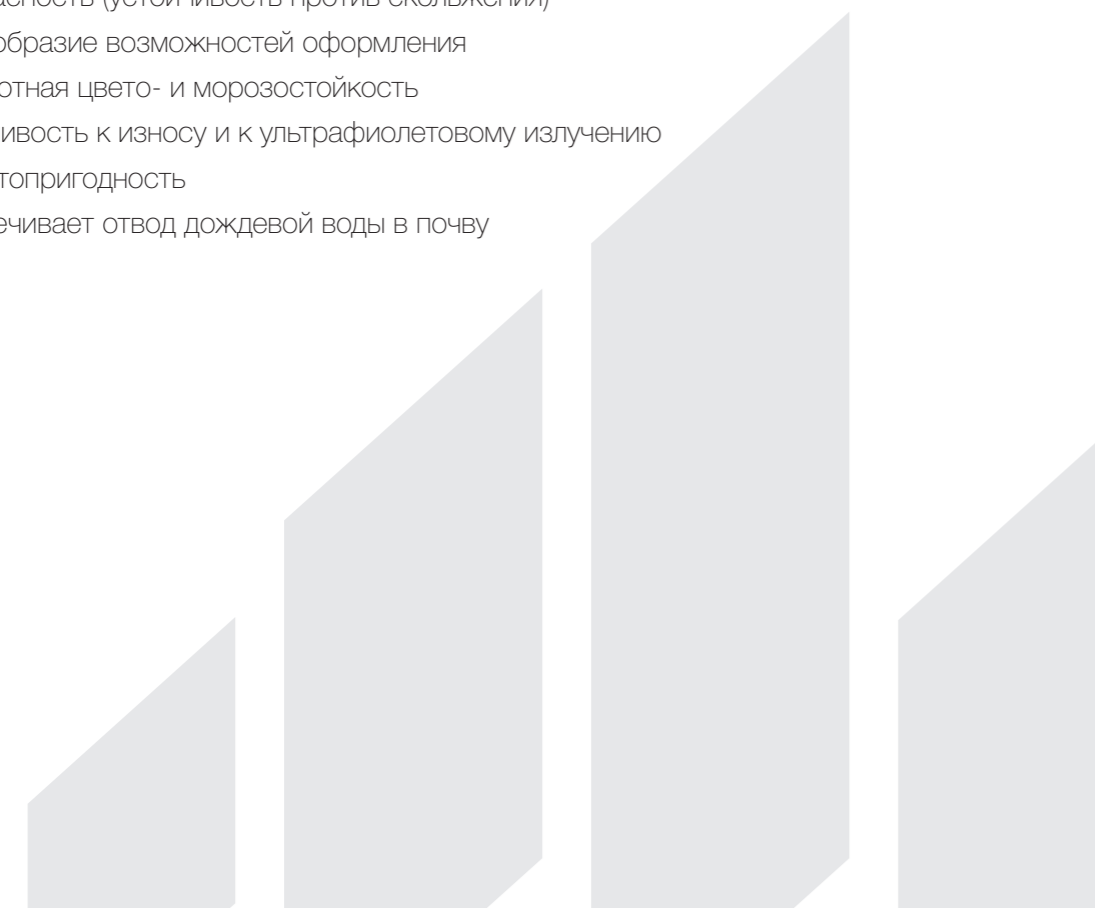 асность (устойчивость против скольжения)
образие возможностей оформления
отная цвето- и морозостойкость
ивость к износу и к ультрафиолетовому излучению
топригодность
ечивает отвод дождевой воды в почву